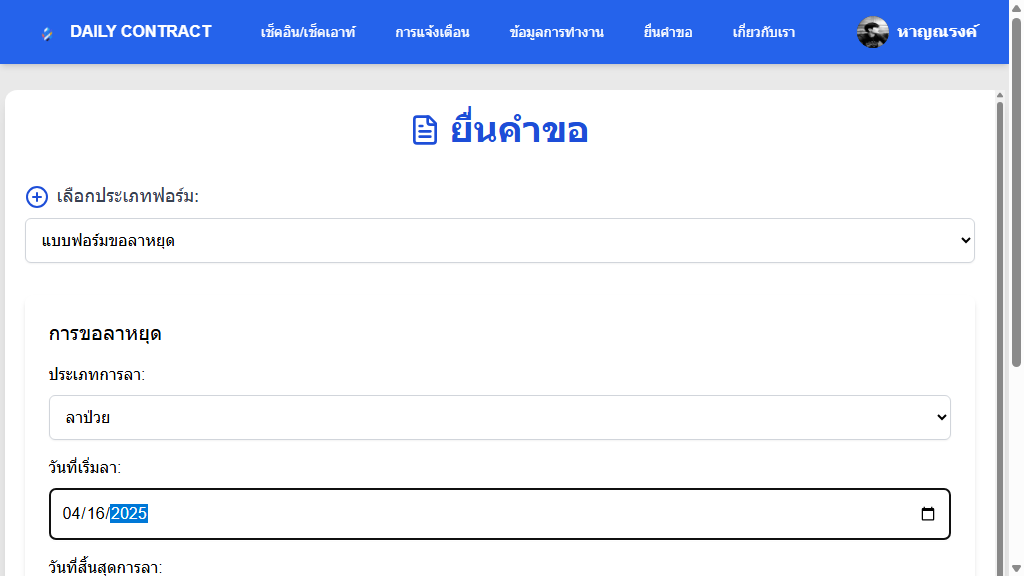 DAILY CONTRACT
เช็คอิน/เช็คเอาท์
การแจ้งเตือน
ข้อมูลการทำงาน
ยื่นคำขอ
เกี่ยวกับเรา
หาญณรงค์
ยื่นคำขอ
เลือกประเภทฟอร์ม:
แบบฟอร์มขอลาหยุด
การขอลาหยุด
ประเภทการลา:
ลาป่วย
วันที่เริ่มลา:
04/16/2025
วันที่สิ้นสุดการลา: